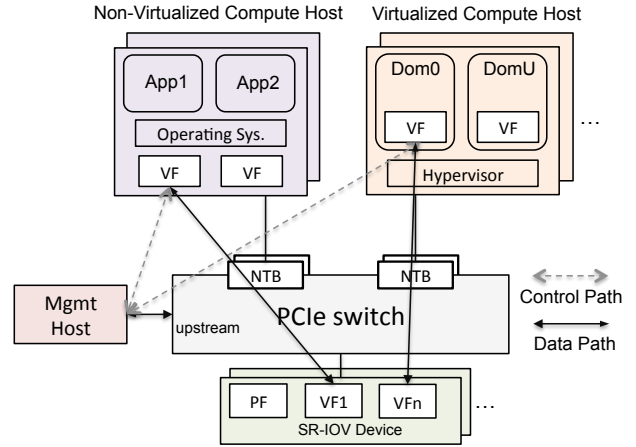 Non-Virtualized Compute Host
Virtualized Compute Host
App1
App2
Operating Sys.
VF
VF
Dom0
DomU
VF
VF
Hypervisor
...
NTB
NTB
Mgmt
Host
upstream
PCIe switch
Control Path
Data Path
PF
VF1
VFn
...
SR-IOV Device